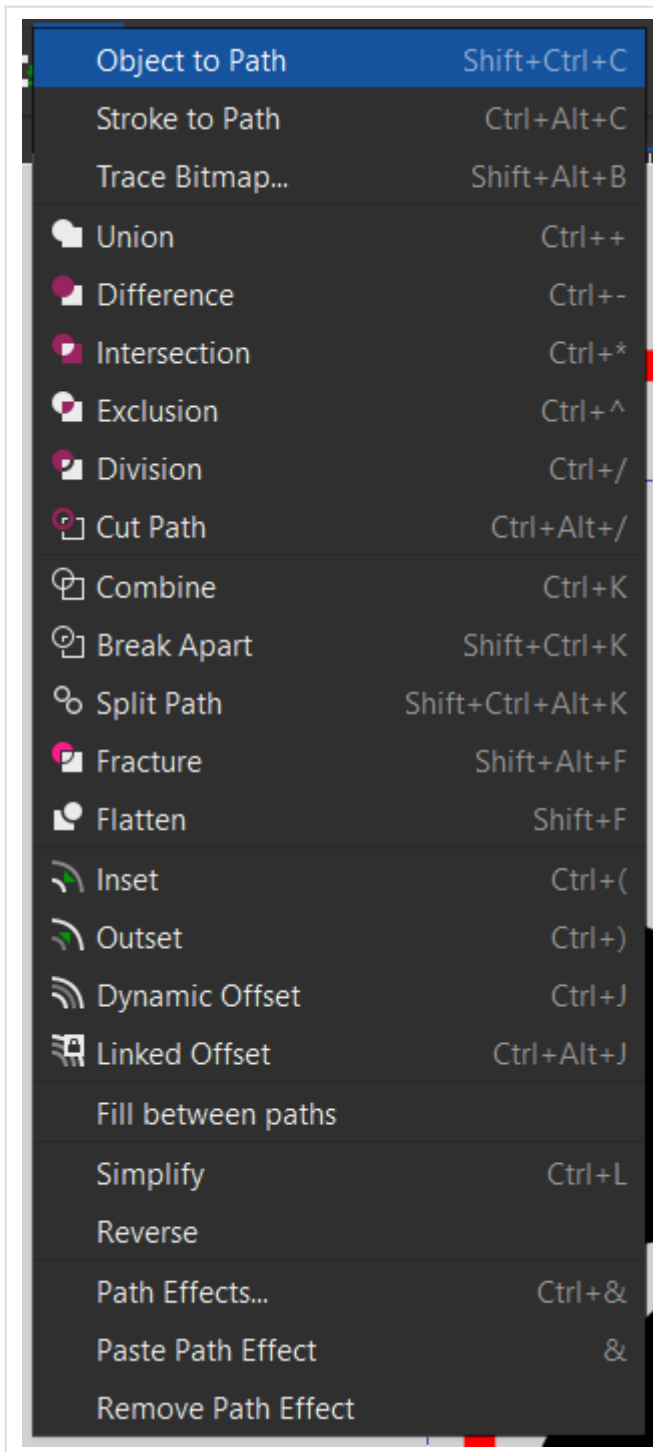 Object to Path Shift+Ctrl+C
Stroke to Path Ctrl+Alt+C
Trace Bitmap... Shift+Alt+B
Union Ctrl++
Difference Ctrl+-
Intersection Ctrl+*
Exclusion Ctrl+^
Division Ctrl+/
Cut Path Ctrl+Alt+/
Combine Ctrl+K
Break Apart Shift+Ctrl+K
Split Path Shift+Ctrl+Alt+K
Fracture Shift+Alt+F
Flatten Shift+F
Inset Ctrl+(
Outset Ctrl+)
Dynamic Offset Ctrl+J
Linked Offset Ctrl+Alt+J
Fill between paths
Simplify Ctrl+L
Reverse
Path Effects... Ctrl+&
Paste Path Effect &
Remove Path Effect